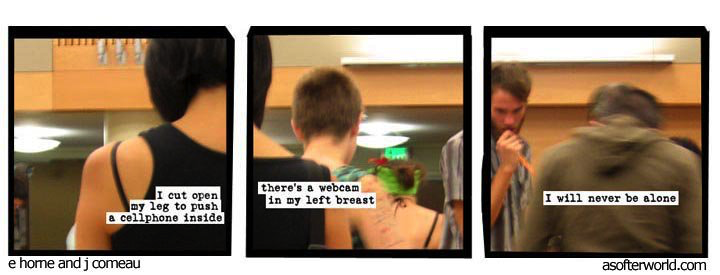 I cut open
my leg to push
a cellphone inside
there's a webcam
in my left breast
I will never be alone
e horne and j comeau
asofterworld.com